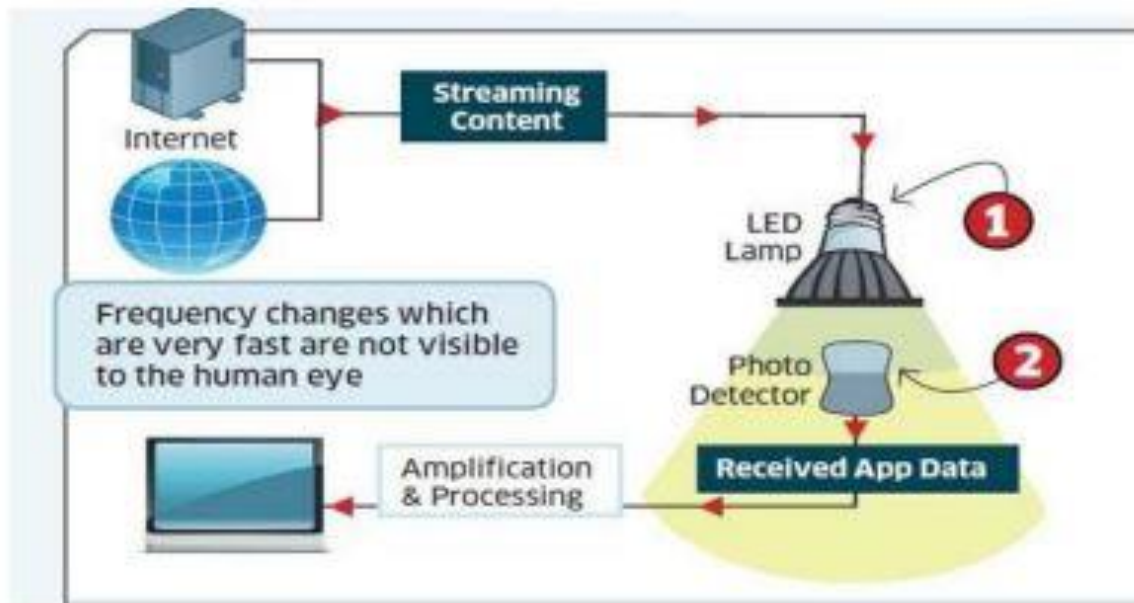 Internet
Streaming
Content
LED
Lamp
1
Frequency changes which
are very fast are not visible
to the human eye
Photo
Detector
2
Received App Data
Amplification
& Processing